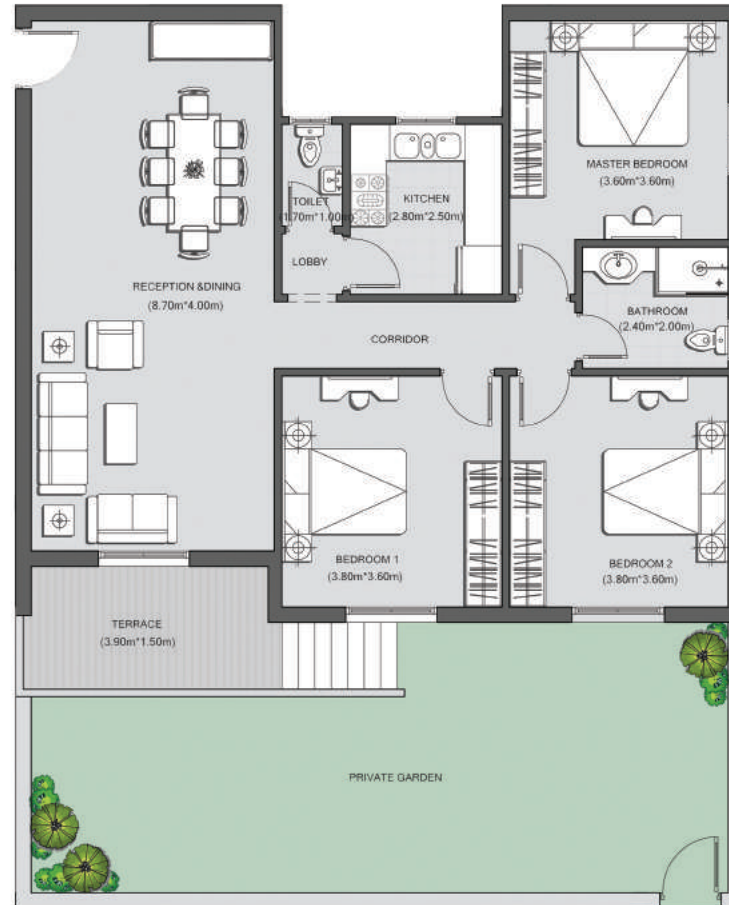 MASTER BEDROOM
(3.60m*3.60m)
TOILET
(1.70m*1.00m)
KITCHEN
(2.80m*2.50m)
LOBBY
RECEPTION &DINING
(8.70m*4.00m)
BATHROOM
(2.40m*2.00m)
CORRIDOR
BEDROOM 1
(3.80m*3.60m)
BEDROOM 2
(3.80m*3.60m)
TERRACE
(3.90m*1.50m)
PRIVATE GARDEN